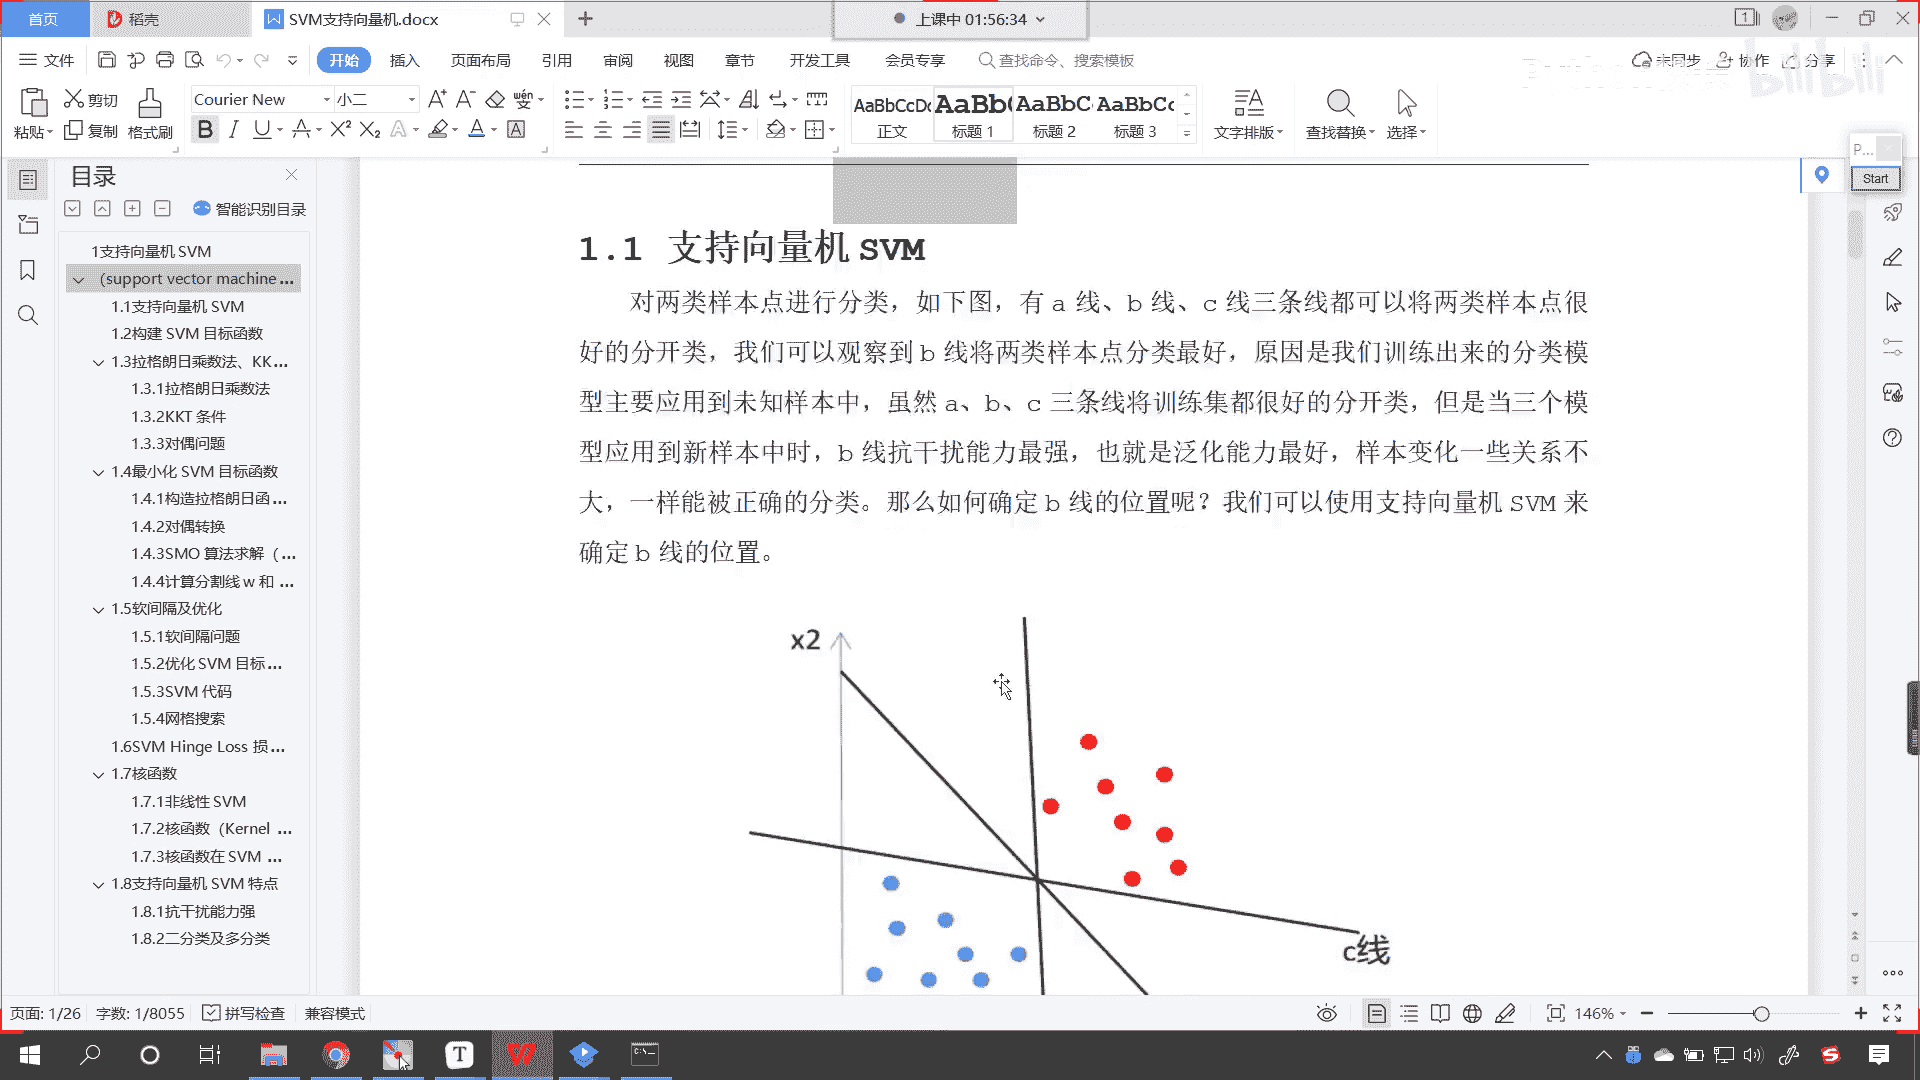 首页
稻壳
SVM支持向量机.docx
上课中 01:56:34
文件
开始
插入
页面布局
引用
审阅
视图
章节
开发工具
会员专享
查找命令、搜索模板
未同步
协作
分享
bilibili
粘贴
剪切
复制
格式刷
Courier New
小二
AaBbCcDc
正文
AaBb(
标题 1
AaBbC
标题 2
AaBbCc
标题 3
文字排版
查找替换
选择
P...
Start
目录
智能识别目录
1支持向量机 SVM
(support vector machine ...
1.1支持向量机 SVM
1.2构建 SVM 目标函数
1.3拉格朗日乘数法、KK...
1.3.1拉格朗日乘数法
1.3.2KKT 条件
1.3.3对偶问题
1.4最小化 SVM 目标函数
1.4.1构造拉格朗日函...
1.4.2对偶转换
1.4.3SMO 算法求解（...
1.4.4计算分割线 w 和 ...
1.5软间隔及优化
1.5.1软间隔问题
1.5.2优化 SVM 目标...
1.5.3SVM 代码
1.5.4网格搜索
1.6SVM Hinge Loss 损...
1.7核函数
1.7.1非线性 SVM
1.7.2核函数（Kernel ...
1.7.3核函数在 SVM ...
1.8支持向量机 SVM 特点
1.8.1抗干扰能力强
1.8.2二分类及多分类
1.1 支持向量机 SVM
对两类样本点进行分类，如下图，有 a 线、b 线、c 线三条线都可以将两类样本点很
好的分开类，我们可以观察到 b 线将两类样本点分类最好，原因是我们训练出来的分类模
型主要应用到未知样本中，虽然 a、b、c 三条线将训练集都很好的分开类，但是当三个模
型应用到新样本中时，b 线抗干扰能力最强，也就是泛化能力最好，样本变化一些关系不
大，一样能被正确的分类。那么如何确定 b 线的位置呢？我们可以使用支持向量机 SVM 来
确定 b 线的位置。
x2
c线
页面: 1/26
字数: 1/8055
拼写检查
兼容模式
146%